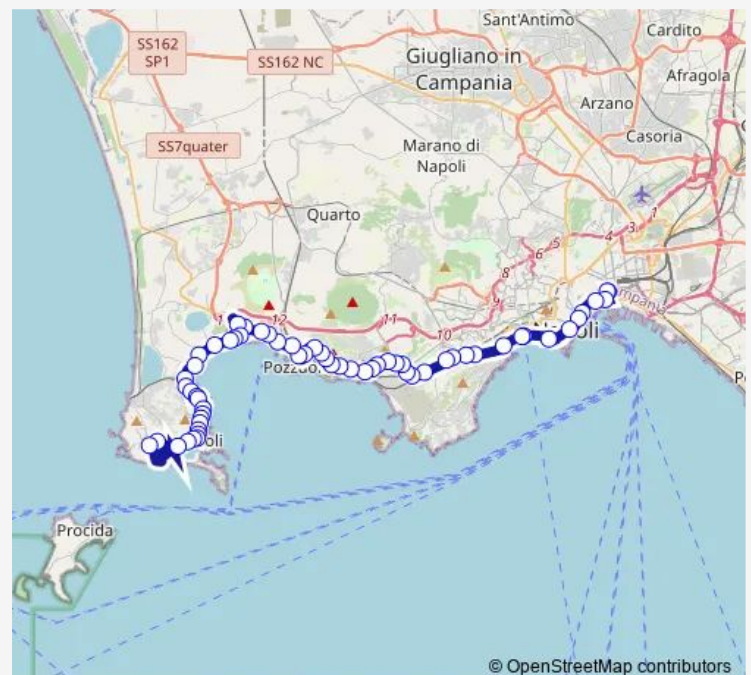 Sant'Antimo
Cardito
SS162
SP1
SS162 NC
Giugliano in
Campania
Afragola
Arzano
Casoria
SS7quater
Marano di
Napoli
Quarto
1
3
4
5
6
8
9
10
11
12
1
Napoli
Procida
© OpenStreetMap contributors